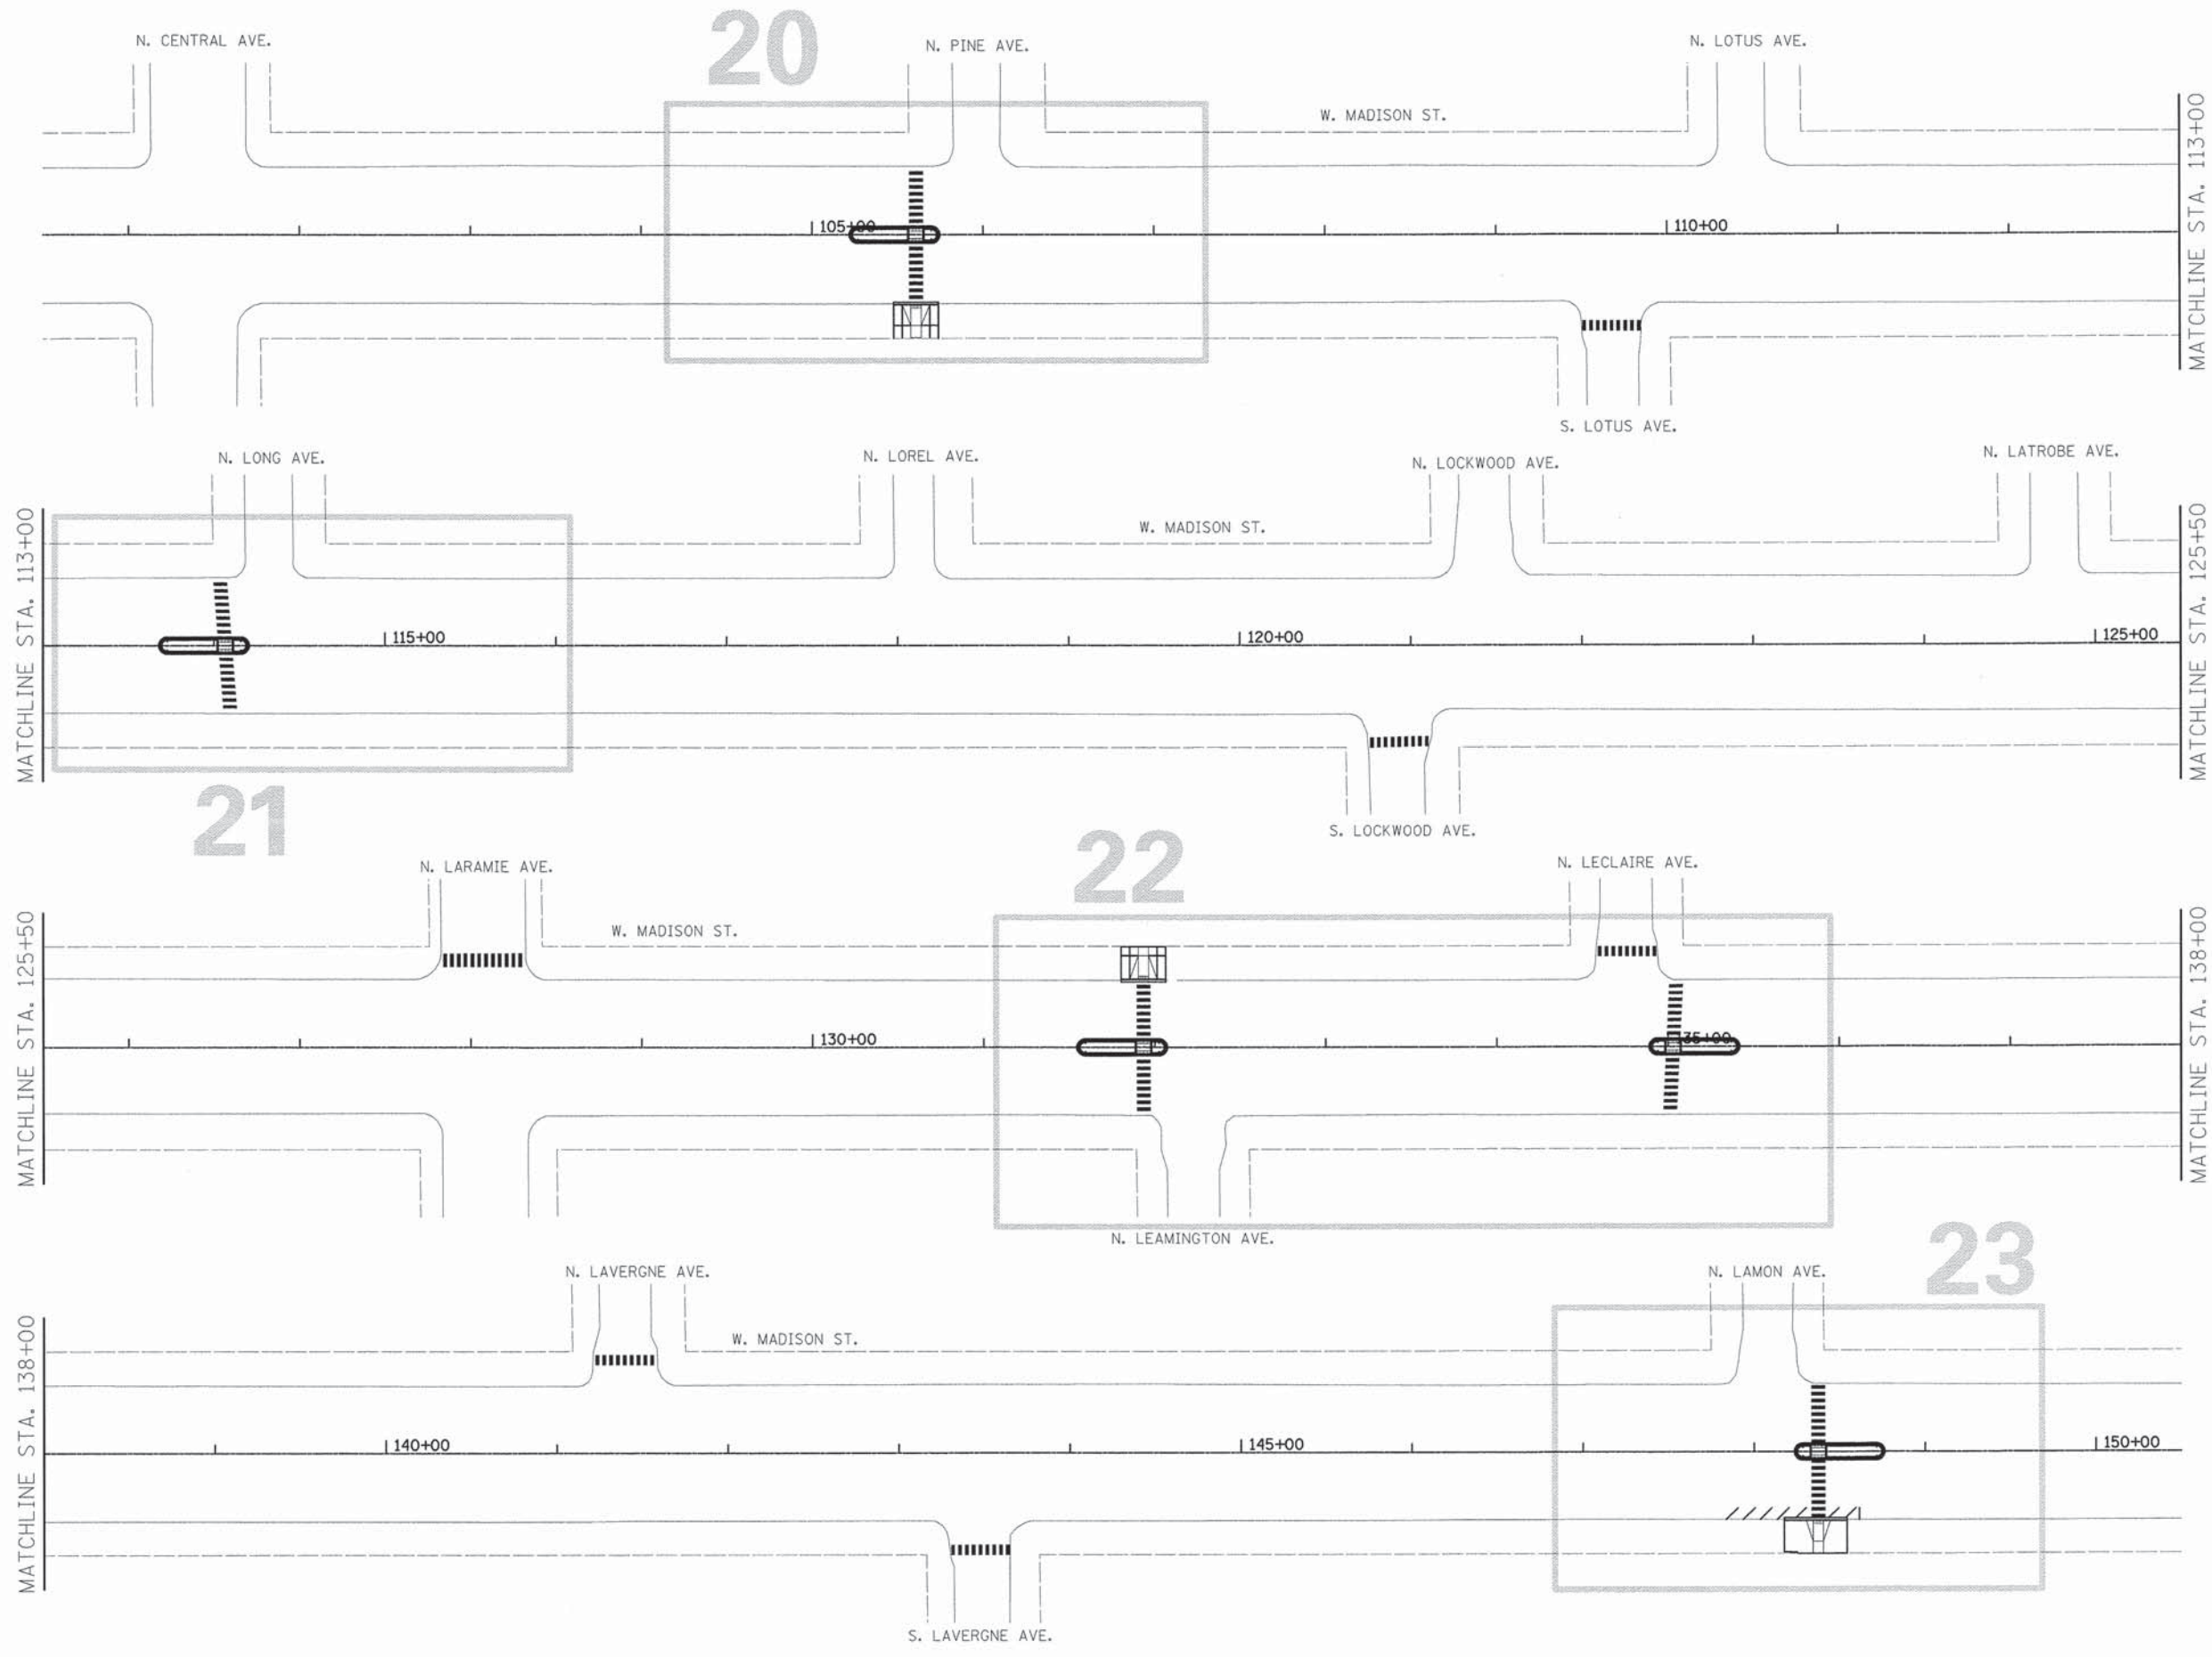 20
N. CENTRAL AVE.
N. PINE AVE.
N. LOTUS AVE.
W. MADISON ST.
105+00
110+00
MATCHLINE STA. 113+00
S. LOTUS AVE.
N. LONG AVE.
N. LOREL AVE.
N. LOCKWOOD AVE.
N. LATROBE AVE.
MATCHLINE STA. 113+00
W. MADISON ST.
115+00
120+00
125+00
MATCHLINE STA. 125+50
21
S. LOCKWOOD AVE.
22
N. LARAMIE AVE.
N. LECLAIRE AVE.
MATCHLINE STA. 125+50
W. MADISON ST.
130+00
35+00
MATCHLINE STA. 138+00
N. LEAMINGTON AVE.
23
N. LAVERGNE AVE.
N. LAMON AVE.
MATCHLINE STA. 138+00
W. MADISON ST.
140+00
145+00
150+00
S. LAVERGNE AVE.